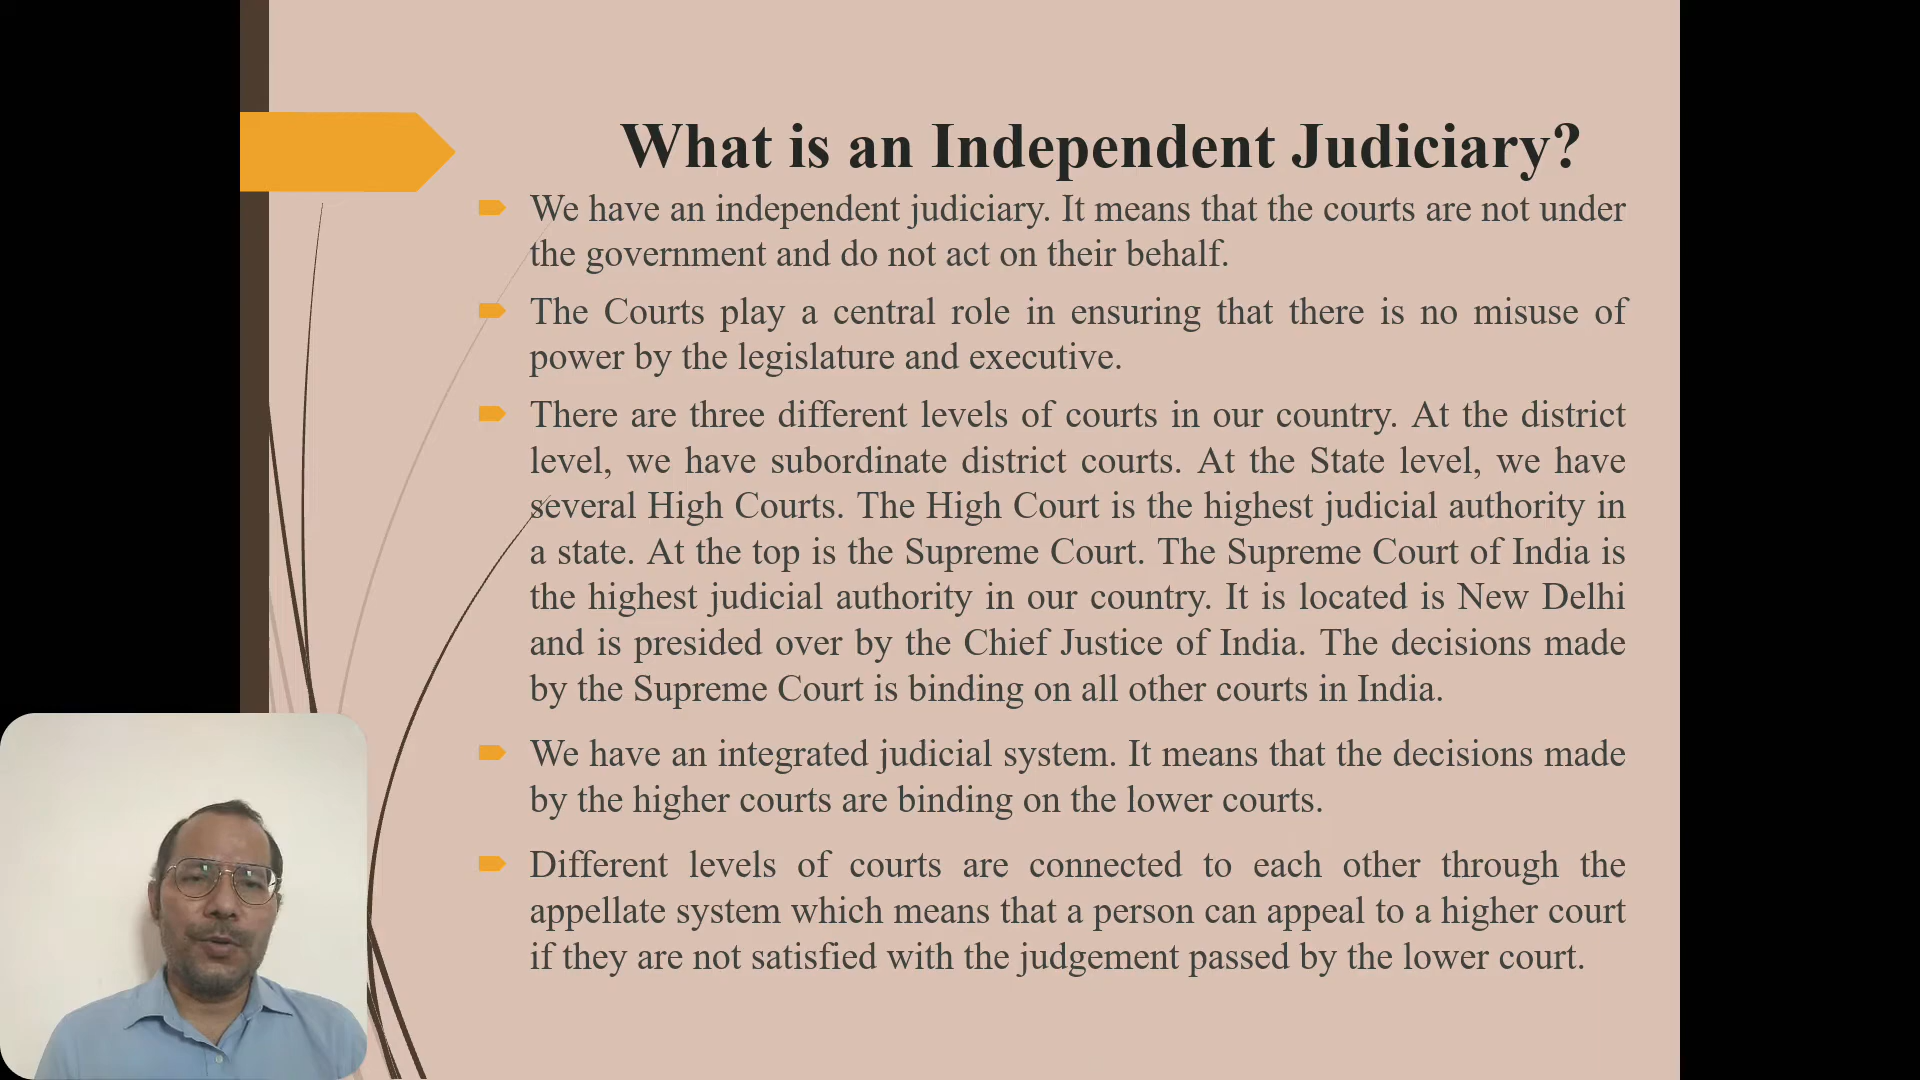 What is an Independent Judiciary?
We have an independent judiciary. It means that the courts are not under
the government and do not act on their behalf.
The Courts play a central role in ensuring that there is no misuse of
power by the legislature and executive.
There are three different levels of courts in our country. At the district
level, we have subordinate district courts. At the State level, we have
several High Courts. The High Court is the highest judicial authority in
a state. At the top is the Supreme Court. The Supreme Court of India is
the highest judicial authority in our country. It is located is New Delhi
and is presided over by the Chief Justice of India. The decisions made
by the Supreme Court is binding on all other courts in India.
We have an integrated judicial system. It means that the decisions made
by the higher courts are binding on the lower courts.
Different levels of courts are connected to each other through the
appellate system which means that a person can appeal to a higher court
if they are not satisfied with the judgement passed by the lower court.